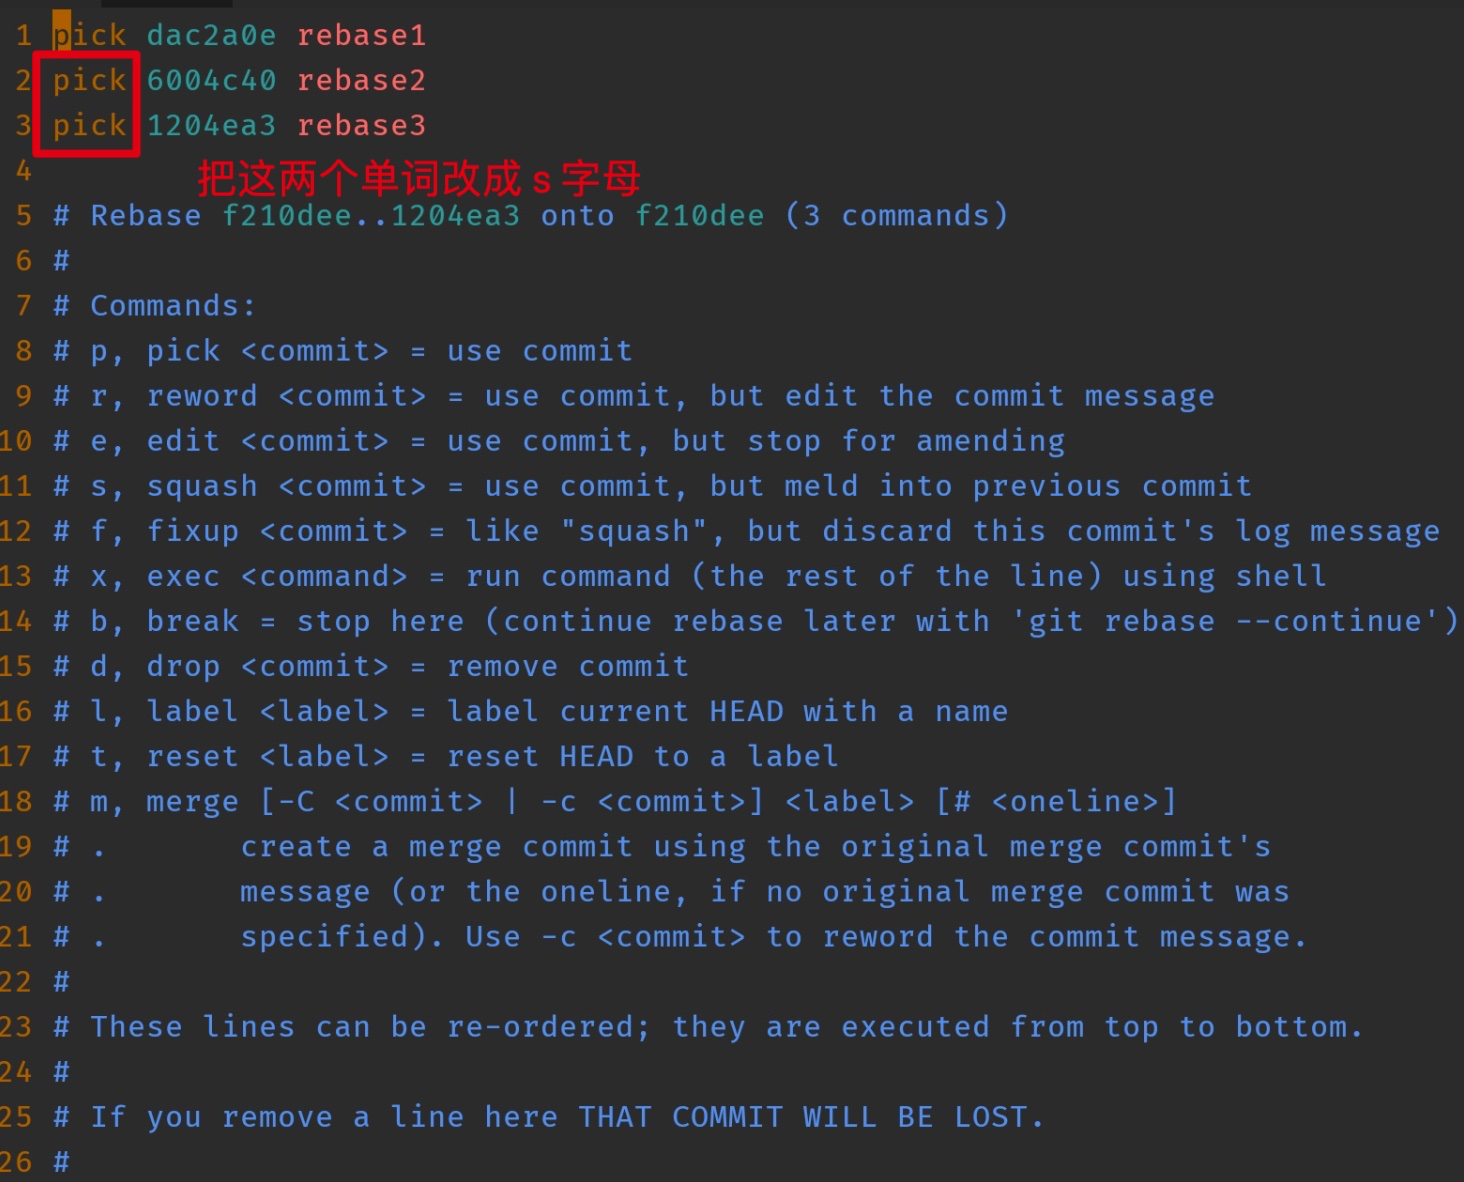 1 pick dac2a0e rebase1
2 pick 6004c40 rebase2
3 pick 1204ea3 rebase3
4
把这两个单词改成 s 字母
5 # Rebase f210dee..1204ea3 onto f210dee (3 commands)
6 #
7 # Commands:
8 # p, pick <commit> = use commit
9 # r, reword <commit> = use commit, but edit the commit message
10 # e, edit <commit> = use commit, but stop for amending
11 # s, squash <commit> = use commit, but meld into previous commit
12 # f, fixup <commit> = like "squash", but discard this commit's log message
13 # x, exec <command> = run command (the rest of the line) using shell
14 # b, break = stop here (continue rebase later with 'git rebase --continue')
15 # d, drop <commit> = remove commit
16 # l, label <label> = label current HEAD with a name
17 # t, reset <label> = reset HEAD to a label
18 # m, merge [-C <commit> | -c <commit>] <label> [# <oneline>]
19 # .       create a merge commit using the original merge commit's
20 # .       message (or the oneline, if no original merge commit was
21 # .       specified). Use -c <commit> to reword the commit message.
22 #
23 # These lines can be re-ordered; they are executed from top to bottom.
24 #
25 # If you remove a line here THAT COMMIT WILL BE LOST.
26 #